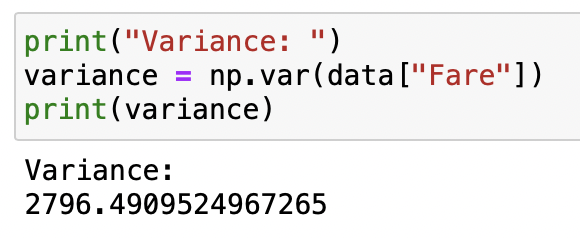 print("Variance: ")
variance = np.var(data["Fare"])
print(variance)
Variance:
2796.4909524967265